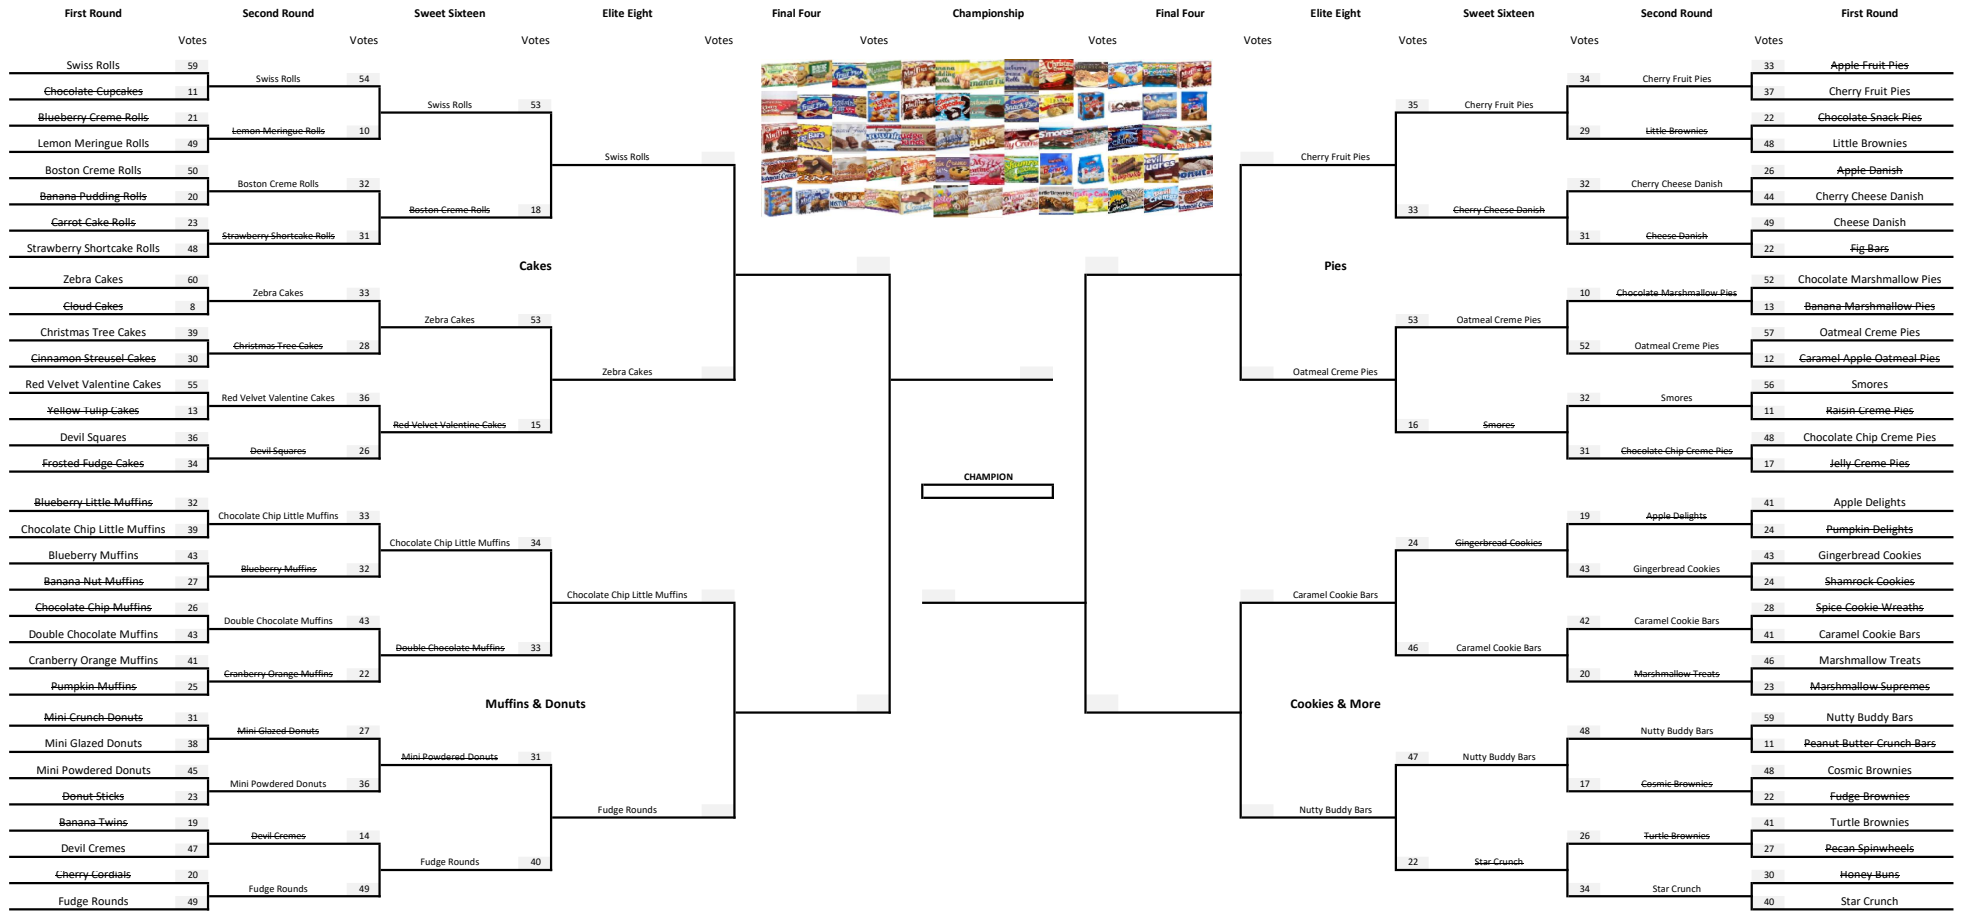 First Round Second Round Sweet Sixteen Elite Eight Final Four Championship Final Four Elite Eight Sweet Sixteen Second Round First Round
Votes Votes Votes Votes Votes Votes Votes Votes Votes Votes
Swiss Rolls 59
Chocolate Cupcakes 11
Blueberry Creme Rolls 21
Lemon Meringue Rolls 49
Boston Creme Rolls 50
Banana Pudding Rolls 20
Carrot Cake Rolls 23
Strawberry Shortcake Rolls 48
Zebra Cakes 60
Cloud Cakes 8
Christmas Tree Cakes 39
Cinnamon Streusel Cakes 30
Red Velvet Valentine Cakes 55
Yellow Tulip Cakes 13
Devil Squares 36
Frosted Fudge Cakes 34
Blueberry Little Muffins 32
Chocolate Chip Little Muffins 39
Blueberry Muffins 43
Banana Nut Muffins 27
Chocolate Chip Muffins 26
Double Chocolate Muffins 43
Cranberry Orange Muffins 41
Pumpkin Muffins 25
Mini Crunch Donuts 31
Mini Glazed Donuts 38
Mini Powdered Donuts 45
Donut Sticks 23
Banana Twins 19
Devil Cremes 47
Cherry Cordials 20
Fudge Rounds 49
Swiss Rolls 54
Lemon Meringue Rolls 10
Boston Creme Rolls 32
Strawberry Shortcake Rolls 31
Zebra Cakes 33
Christmas Tree Cakes 28
Red Velvet Valentine Cakes 36
Devil Squares 26
Chocolate Chip Little Muffins 33
Blueberry Muffins 32
Double Chocolate Muffins 43
Cranberry Orange Muffins 22
Mini Glazed Donuts 27
Mini Powdered Donuts 36
Devil Cremes 14
Fudge Rounds 49
Swiss Rolls 53
Boston Creme Rolls 18
Zebra Cakes 53
Red Velvet Valentine Cakes 15
Chocolate Chip Little Muffins 34
Double Chocolate Muffins 33
Mini Powdered Donuts 31
Fudge Rounds 40
Cakes
Muffins & Donuts
Swiss Rolls
Zebra Cakes
Chocolate Chip Little Muffins
Fudge Rounds
CHAMPION
Cherry Fruit Pies
Oatmeal Creme Pies
Caramel Cookie Bars
Nutty Buddy Bars
Pies
Cookies & More
35 Cherry Fruit Pies
33 Cherry Cheese Danish
53 Oatmeal Creme Pies
16 Smores
24 Gingerbread Cookies
46 Caramel Cookie Bars
47 Nutty Buddy Bars
22 Star Crunch
34 Cherry Fruit Pies
29 Little Brownies
32 Cherry Cheese Danish
31 Cheese Danish
10 Chocolate Marshmallow Pies
52 Oatmeal Creme Pies
32 Smores
31 Chocolate Chip Creme Pies
19 Apple Delights
43 Gingerbread Cookies
42 Caramel Cookie Bars
20 Marshmallow Treats
48 Nutty Buddy Bars
17 Cosmic Brownies
26 Turtle Brownies
34 Star Crunch
33 Apple Fruit Pies
37 Cherry Fruit Pies
22 Chocolate Snack Pies
48 Little Brownies
26 Apple Danish
44 Cherry Cheese Danish
49 Cheese Danish
22 Fig Bars
52 Chocolate Marshmallow Pies
13 Banana Marshmallow Pies
57 Oatmeal Creme Pies
12 Caramel Apple Oatmeal Pies
56 Smores
11 Raisin Creme Pies
48 Chocolate Chip Creme Pies
17 Jelly Creme Pies
41 Apple Delights
24 Pumpkin Delights
43 Gingerbread Cookies
24 Shamrock Cookies
28 Spice Cookie Wreaths
41 Caramel Cookie Bars
46 Marshmallow Treats
23 Marshmallow Supremes
59 Nutty Buddy Bars
11 Peanut Butter Crunch Bars
48 Cosmic Brownies
22 Fudge Brownies
41 Turtle Brownies
27 Pecan Spinwheels
30 Honey Buns
40 Star Crunch